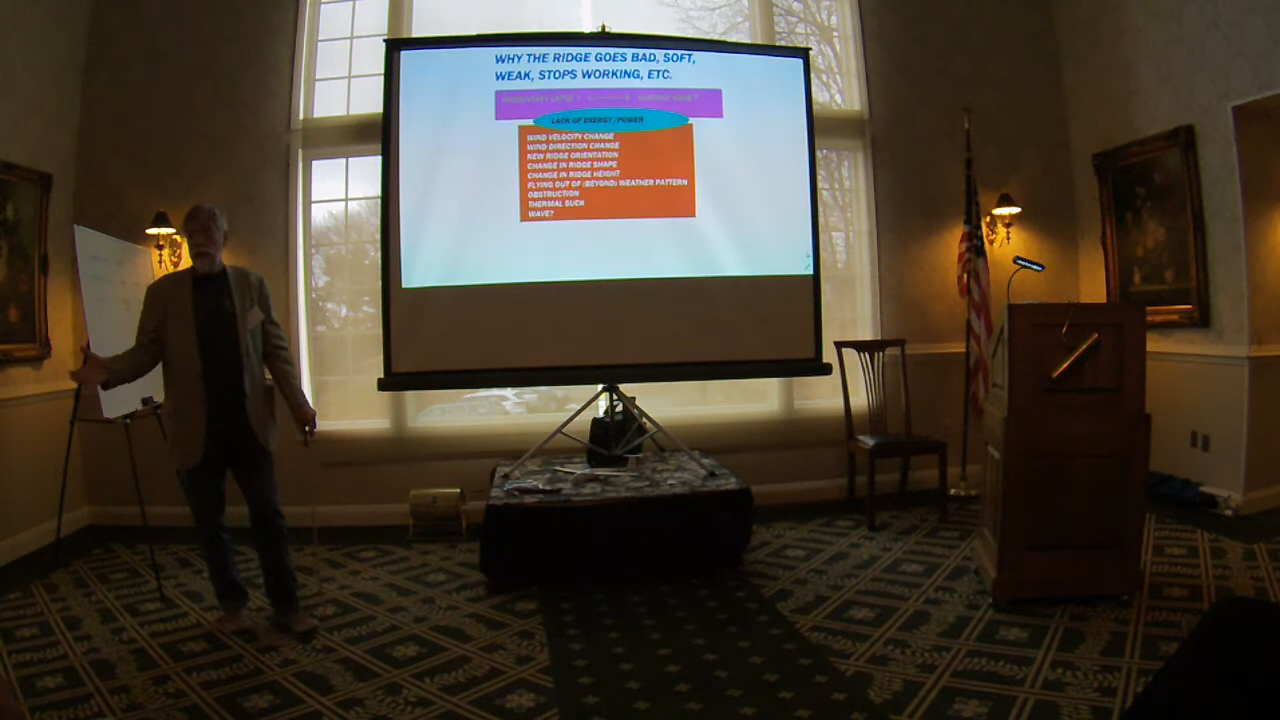 WHY THE RIDGE GOES BAD, SOFT,
WEAK, STOPS WORKING, ETC.
LACK OF ENERGY / POWER
WIND VELOCITY CHANGE
WIND DIRECTION CHANGE
NEW RIDGE ORIENTATION
CHANGE IN RIDGE SHAPE
CHANGE IN RIDGE HEIGHT
FLYING OUT OF (BEYOND) WEATHER PATTERN
OBSTRUCTION
THERMAL SUCK
WAVE?